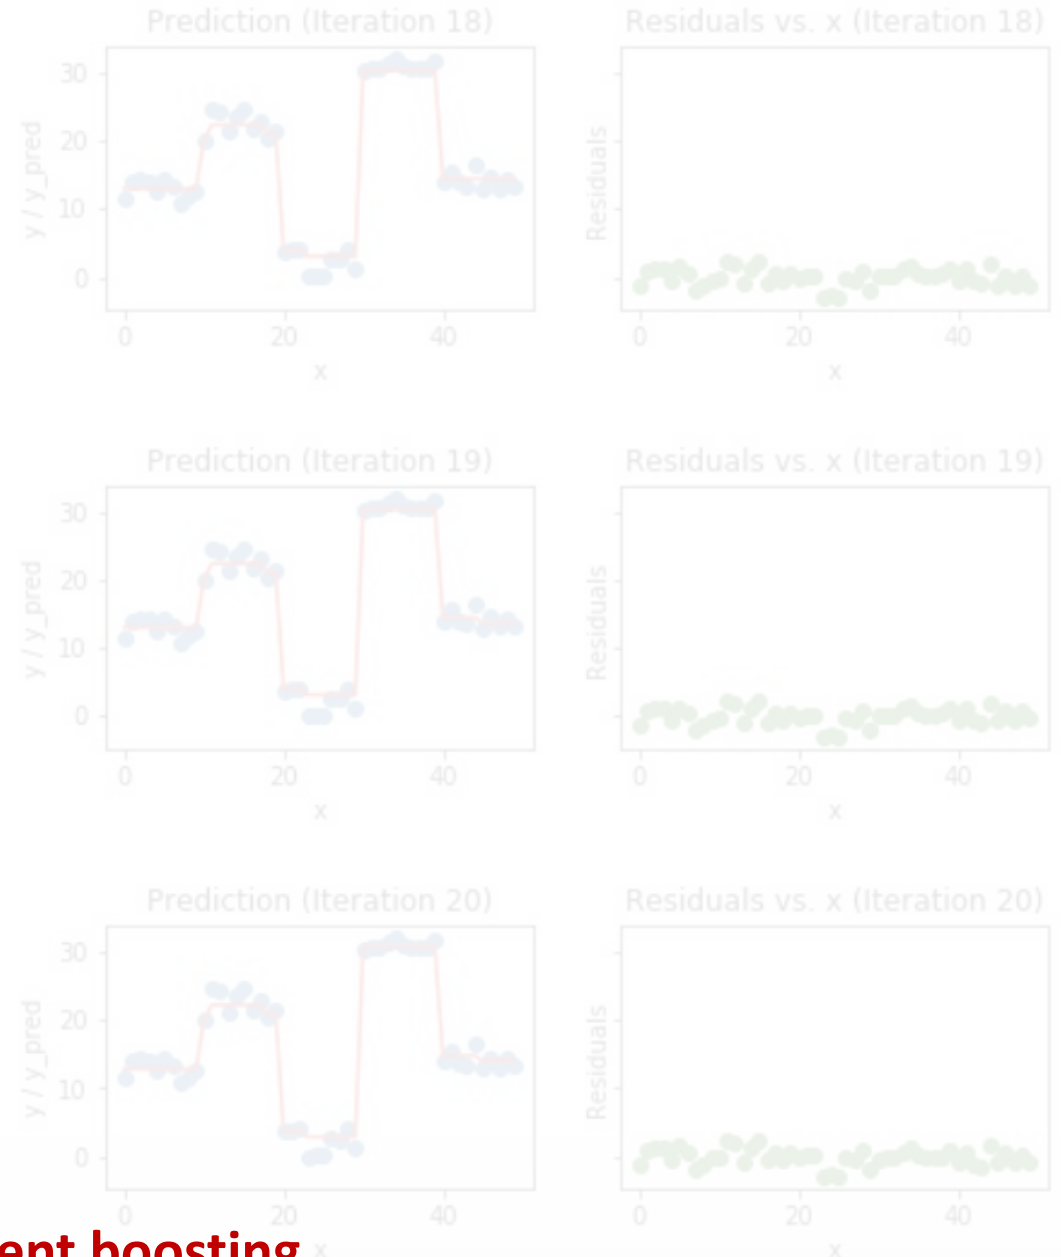 Prediction (Iteration 18)
Residuals vs. x (Iteration 18)
y / y_pred
30
20
10
0
0
20
40
x
Residuals
0
20
40
x
Prediction (Iteration 19)
Residuals vs. x (Iteration 19)
y / y_pred
30
20
10
0
0
20
40
x
Residuals
0
20
40
x
Prediction (Iteration 20)
Residuals vs. x (Iteration 20)
y / y_pred
30
20
10
0
0
20
40
x
Residuals
0
20
40
x
ent boosting